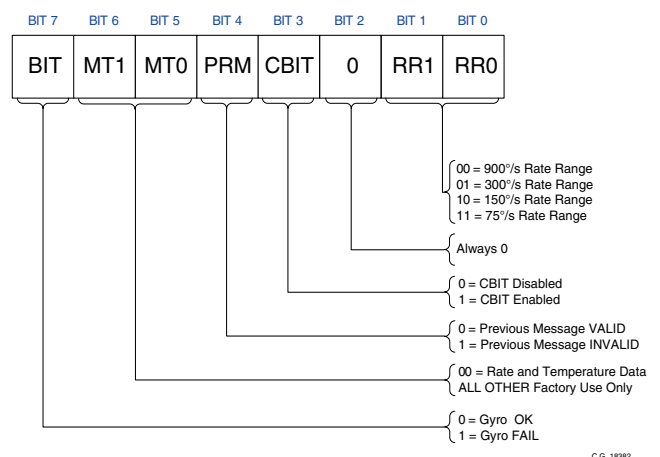 BIT 7 BIT 6 BIT 5 BIT 4 BIT 3 BIT 2 BIT 1 BIT 0
BIT MT1 MT0 PRM CBIT 0 RR1 RR0
00 = 900°/s Rate Range
01 = 300°/s Rate Range
10 = 150°/s Rate Range
11 = 75°/s Rate Range
Always 0
0 = CBIT Disabled
1 = CBIT Enabled
0 = Previous Message VALID
1 = Previous Message INVALID
00 = Rate and Temperature Data
ALL OTHER Factory Use Only
0 = Gyro OK
1 = Gyro FAIL
C.G. 18382